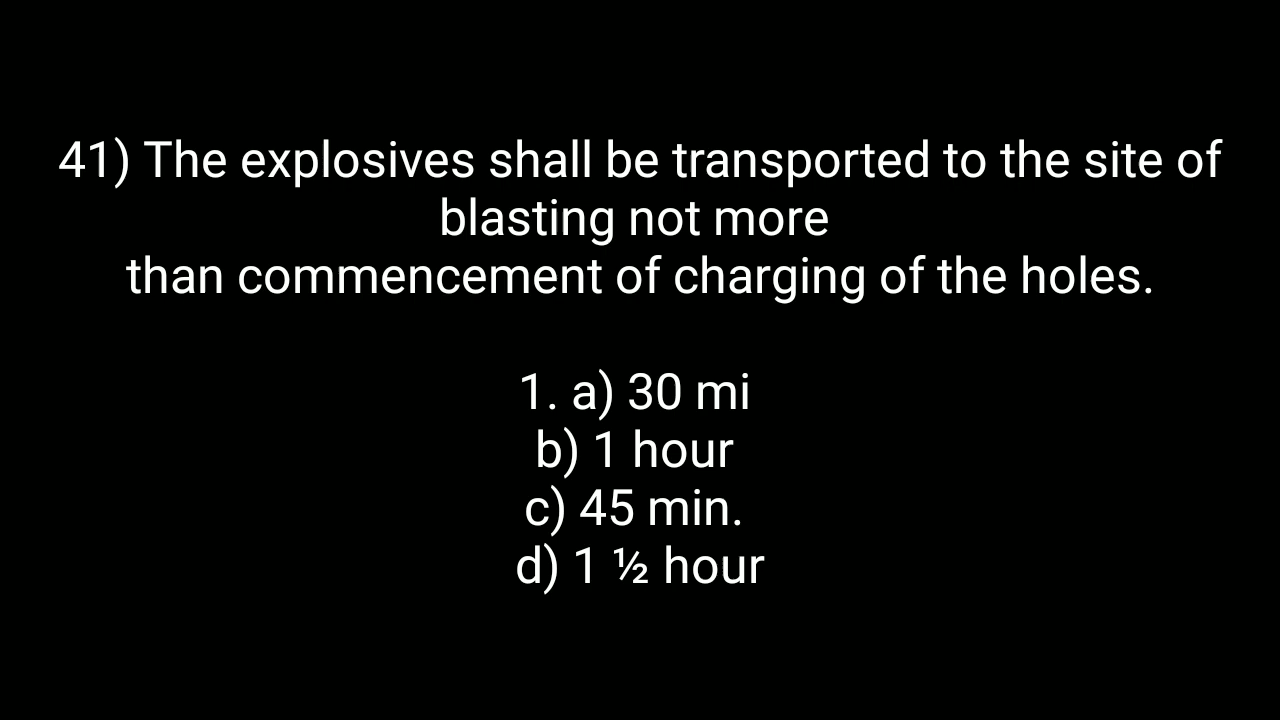 41) The explosives shall be transported to the site of
blasting not more
than commencement of charging of the holes.
1. a) 30 mi
b) 1 hour
c) 45 min.
d) 1 ½ hour